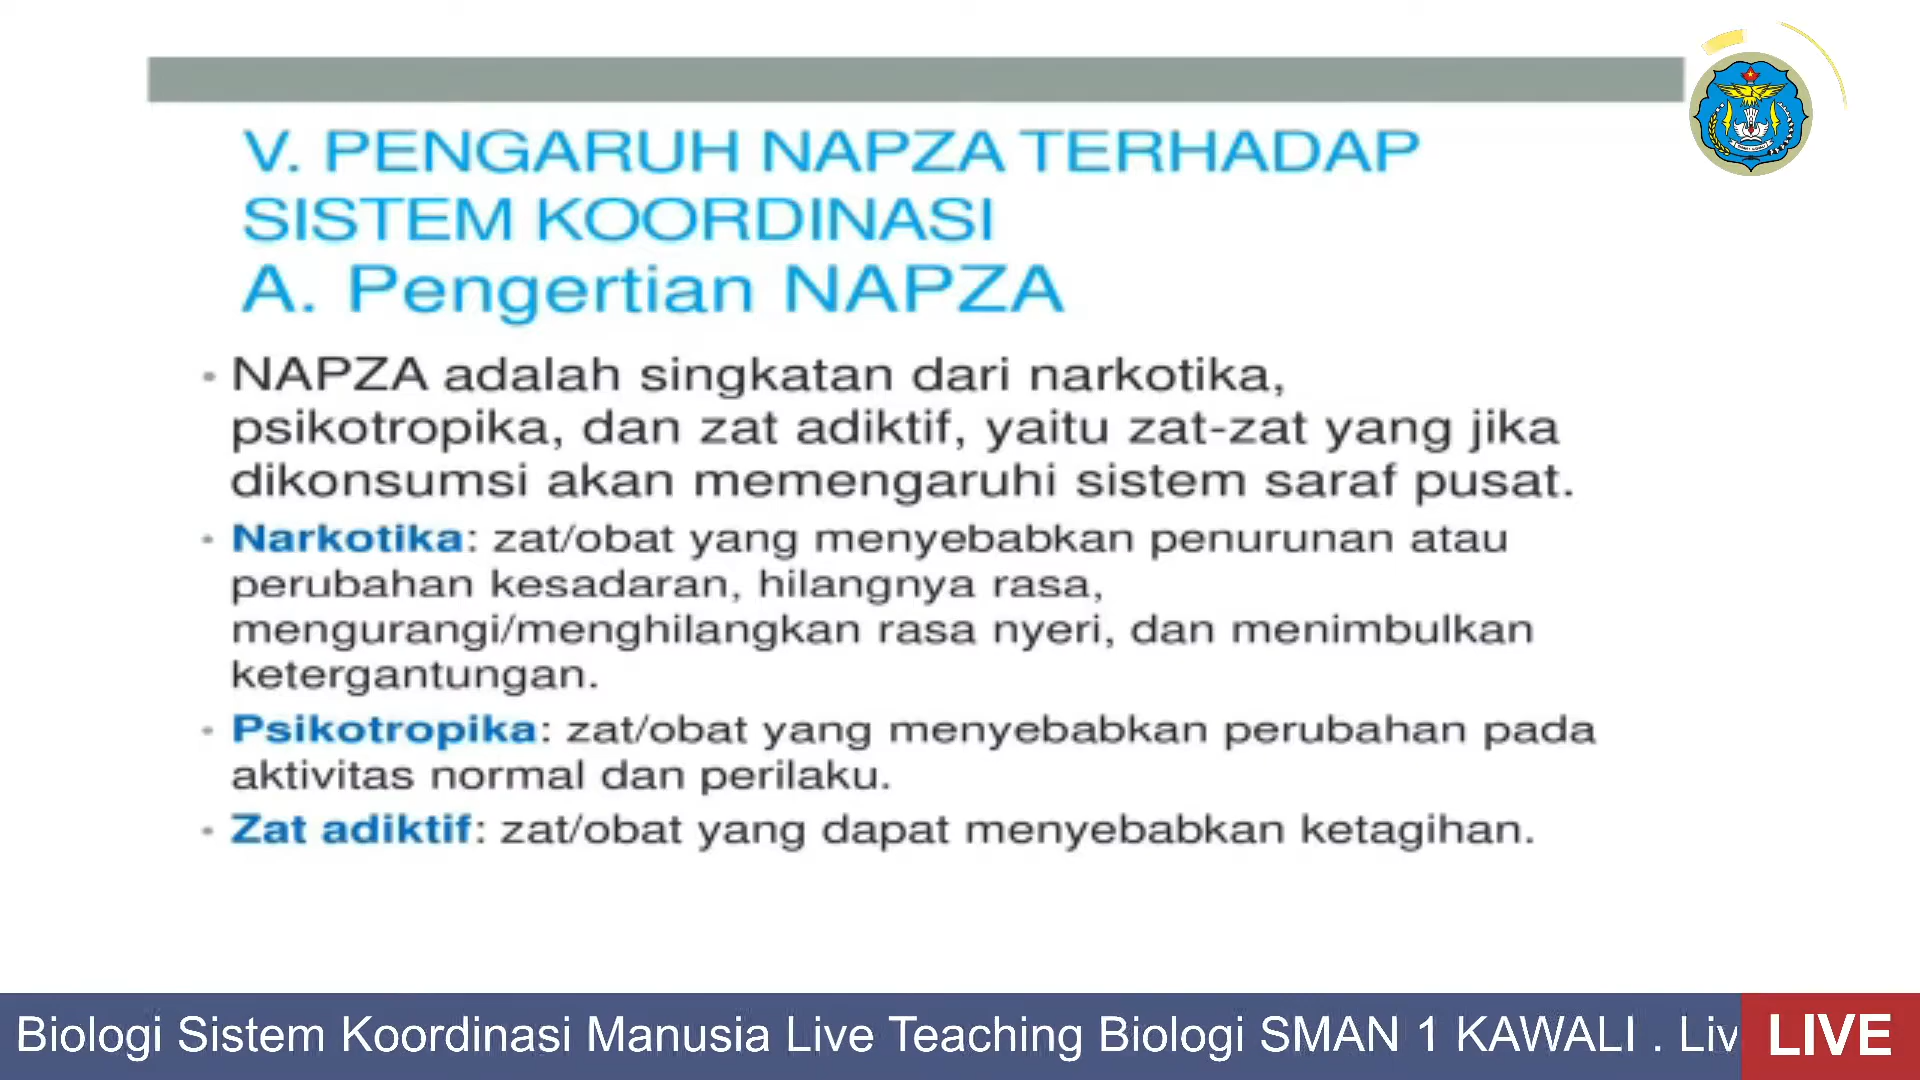 V. PENGARUH NAPZA TERHADAP
SISTEM KOORDINASI
A. Pengertian NAPZA
• NAPZA adalah singkatan dari narkotika,
psikotropika, dan zat adiktif, yaitu zat-zat yang jika
dikonsumsi akan memengaruhi sistem saraf pusat.
• Narkotika: zat/obat yang menyebabkan penurunan atau
perubahan kesadaran, hilangnya rasa,
mengurangi/menghilangkan rasa nyeri, dan menimbulkan
ketergantungan.
• Psikotropika: zat/obat yang menyebabkan perubahan pada
aktivitas normal dan perilaku.
• Zat adiktif: zat/obat yang dapat menyebabkan ketagihan.
Biologi Sistem Koordinasi Manusia Live Teaching Biologi SMAN 1 KAWALI . Liv
LIVE